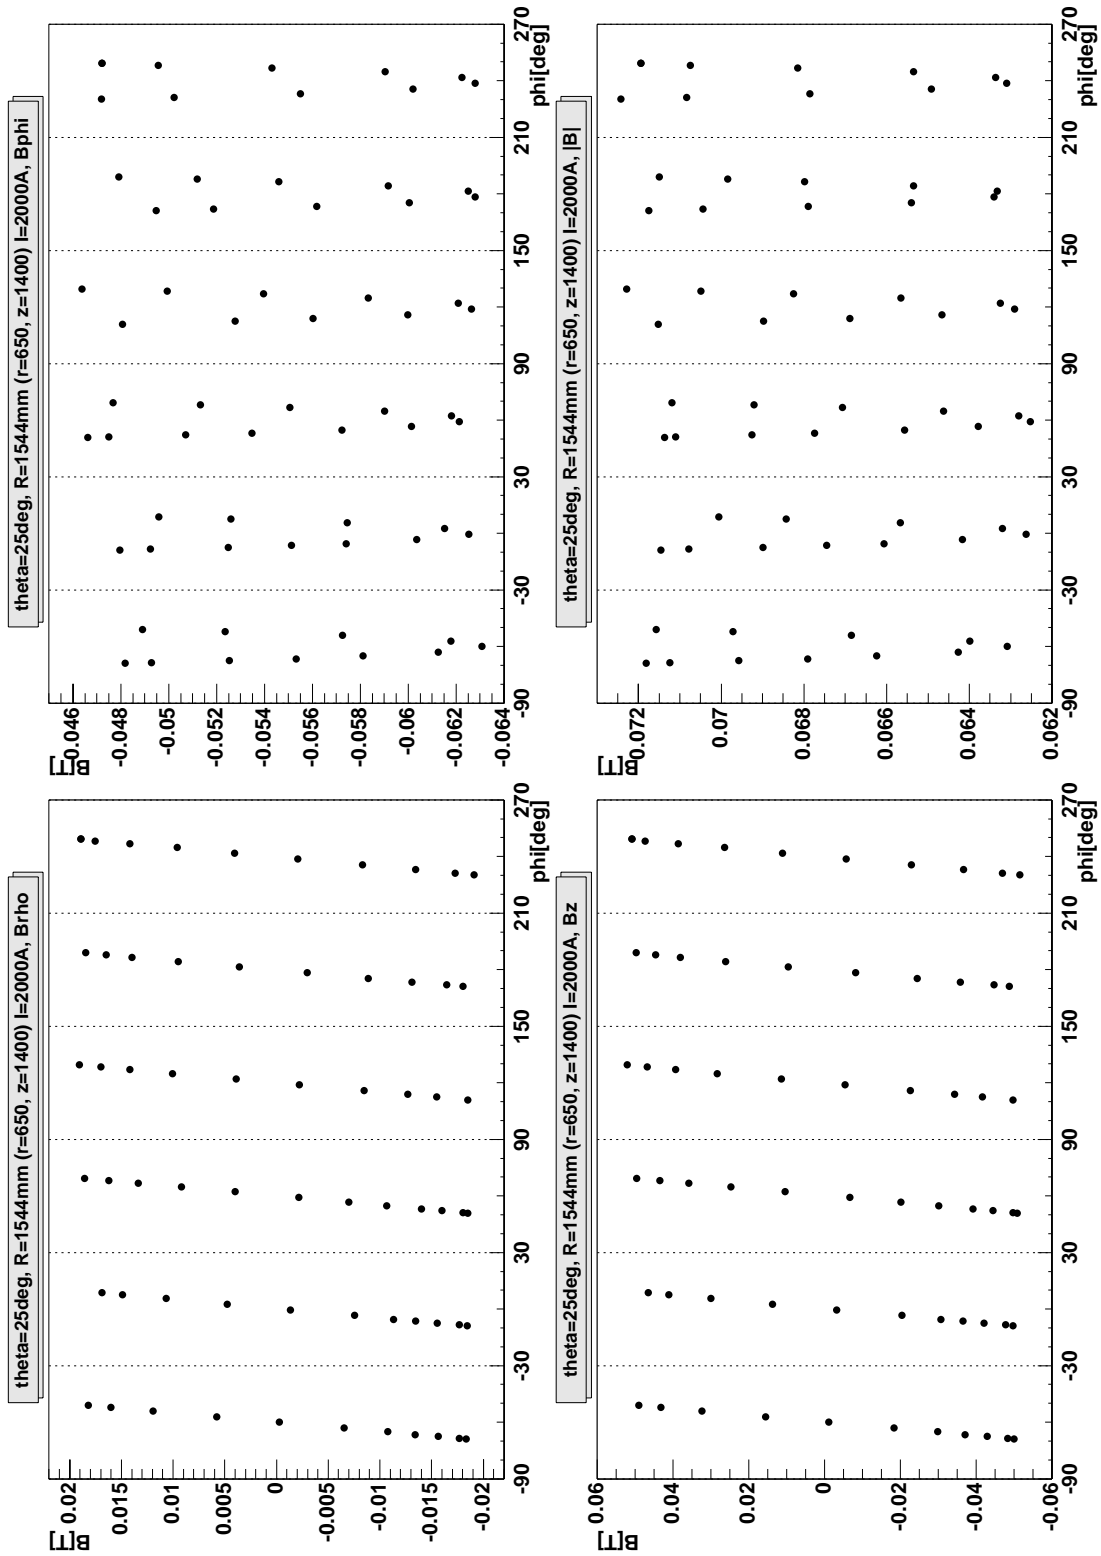 theta=25deg, R=1544mm (r=650, z=1400) I=2000A, Brho
B[T]
0.02
0.015
0.01
0.005
0
-0.005
-0.01
-0.015
-0.02
-90 -30 30 90 150 210 270
phi[deg]
theta=25deg, R=1544mm (r=650, z=1400) I=2000A, Bphi
B[T]
-0.046
-0.048
-0.05
-0.052
-0.054
-0.056
-0.058
-0.06
-0.062
-0.064
-90 -30 30 90 150 210 270
phi[deg]
theta=25deg, R=1544mm (r=650, z=1400) I=2000A, Bz
B[T]
0.06
0.04
0.02
0
-0.02
-0.04
-0.06
-90 -30 30 90 150 210 270
phi[deg]
theta=25deg, R=1544mm (r=650, z=1400) I=2000A, |B|
B[T]
0.072
0.07
0.068
0.066
0.064
0.062
-90 -30 30 90 150 210 270
phi[deg]